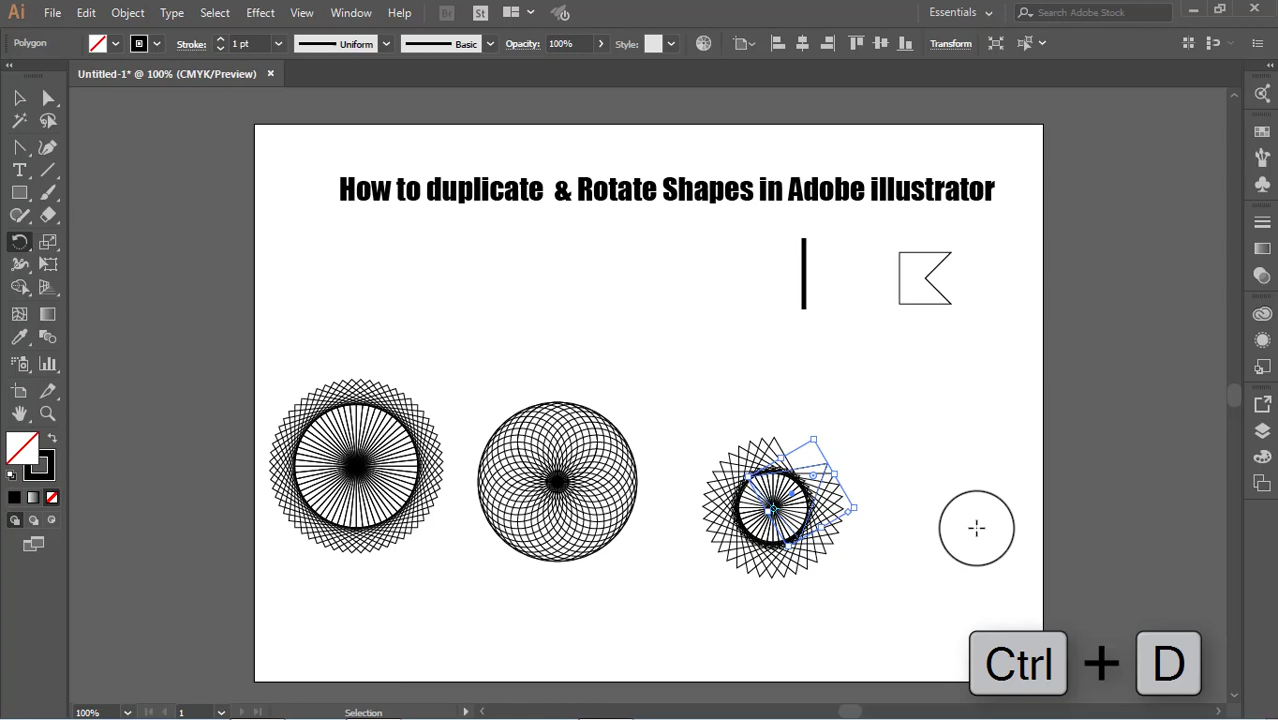 Ai File Edit Object Type Select Effect View Window Help Br St Essentials Search Adobe Stock
Polygon Stroke: 1 pt Uniform Basic Opacity: 100% Style: Transform
Untitled-1* @ 100% (CMYK/Preview) ×
How to duplicate & Rotate Shapes in Adobe illustrator
Ctrl + D
100% 1 Selection